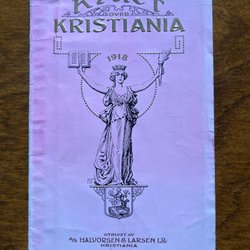 KART
OVER
KRISTIANIA
1918
UTGIVET AV
A/S HALVORSEN & LARSEN LTD
KRISTIANIA